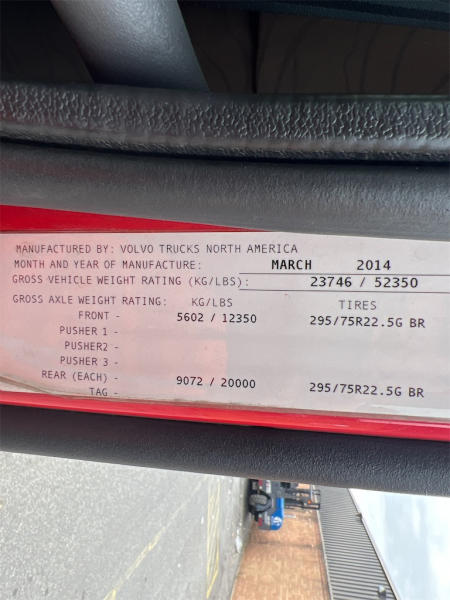 MANUFACTURED BY: VOLVO TRUCKS NORTH AMERICA
MONTH AND YEAR OF MANUFACTURE: MARCH 2014
GROSS VEHICLE WEIGHT RATING (KG/LBS): 23746 / 52350
GROSS AXLE WEIGHT RATING: KG/LBS TIRES
FRONT - 5602 / 12350 295/75R22.5G BR
PUSHER 1 -
PUSHER2 -
PUSHER 3 -
REAR (EACH) - 9072 / 20000 295/75R22.5G BR
TAG -